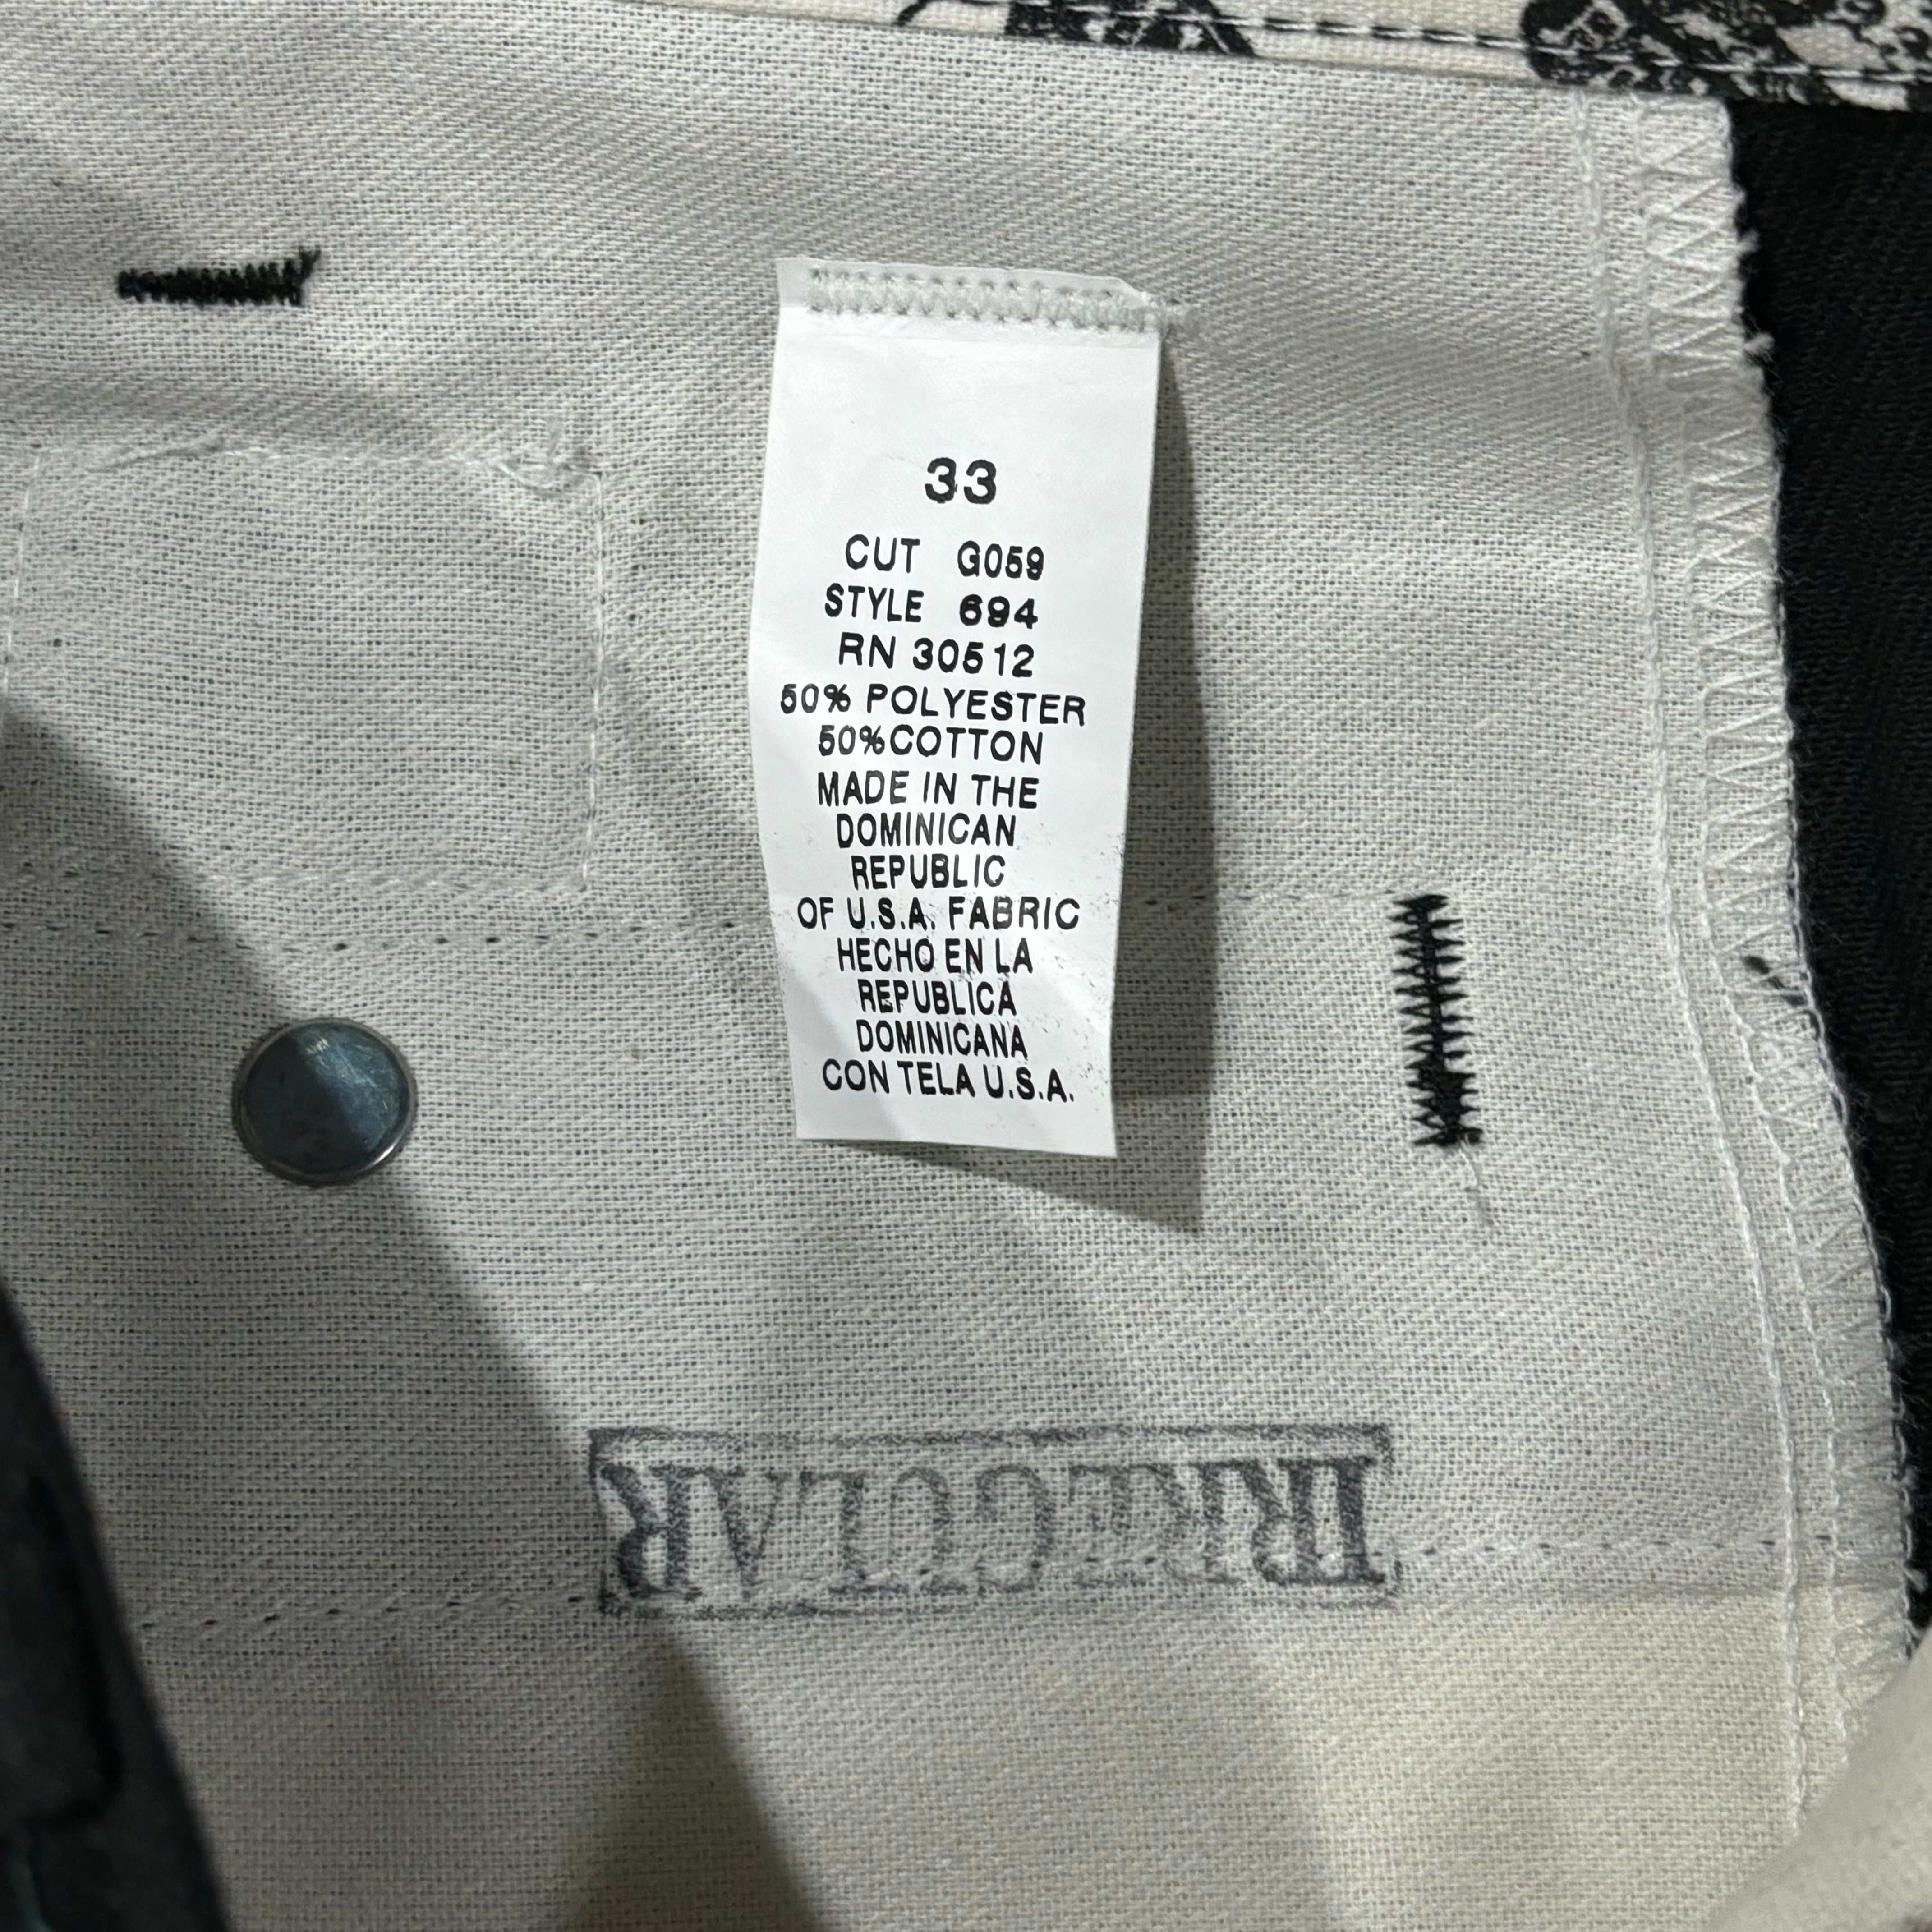 33
CUT G059
STYLE 694
RN 30512
50% POLYESTER
50%COTTON
MADE IN THE
DOMINICAN
REPUBLIC
OF U.S.A. FABRIC
HECHO EN LA
REPUBLICA
DOMINICANA
CON TELA U.S.A.
IRREGULAR